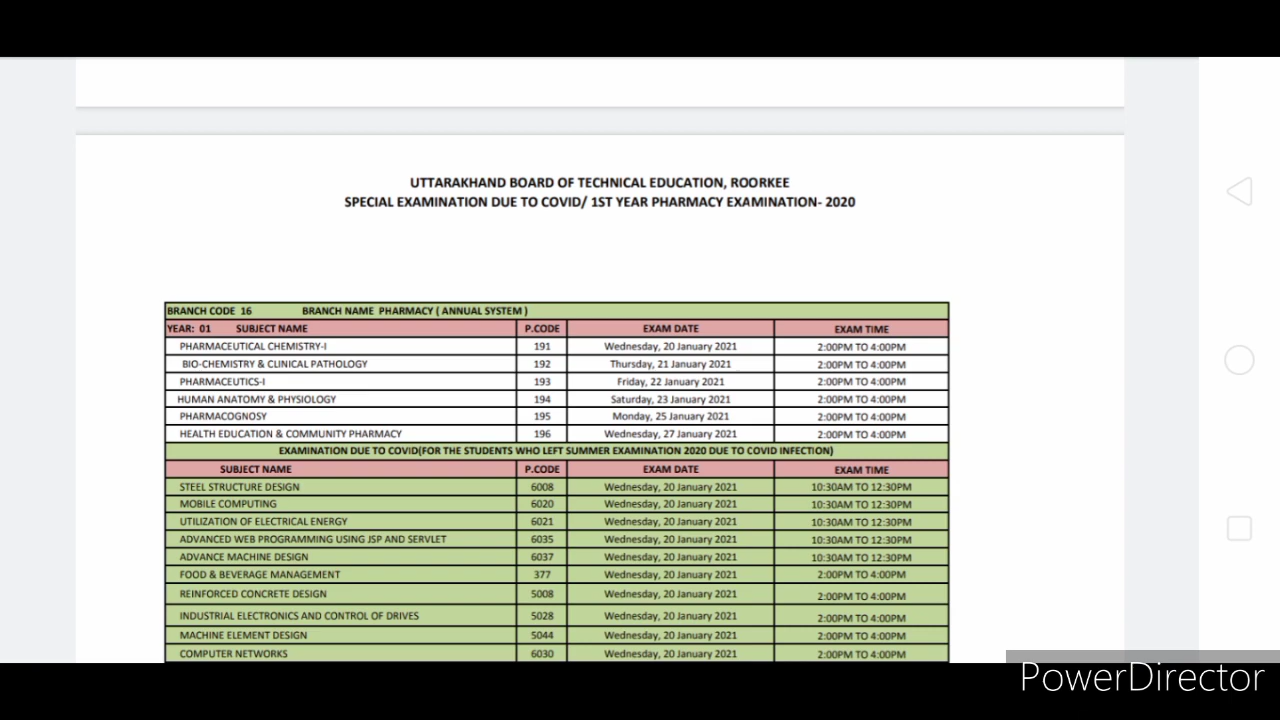 UTTARAKHAND BOARD OF TECHNICAL EDUCATION, ROORKEE
SPECIAL EXAMINATION DUE TO COVID/ 1ST YEAR PHARMACY EXAMINATION- 2020
BRANCH CODE 16 BRANCH NAME PHARMACY ( ANNUAL SYSTEM )
YEAR: 01 SUBJECT NAME P.CODE EXAM DATE EXAM TIME
PHARMACEUTICAL CHEMISTRY-I 191 Wednesday, 20 January 2021 2:00PM TO 4:00PM
BIO-CHEMISTRY & CLINICAL PATHOLOGY 192 Thursday, 21 January 2021 2:00PM TO 4:00PM
PHARMACEUTICS-I 193 Friday, 22 January 2021 2:00PM TO 4:00PM
HUMAN ANATOMY & PHYSIOLOGY 194 Saturday, 23 January 2021 2:00PM TO 4:00PM
PHARMACOGNOSY 195 Monday, 25 January 2021 2:00PM TO 4:00PM
HEALTH EDUCATION & COMMUNITY PHARMACY 196 Wednesday, 27 January 2021 2:00PM TO 4:00PM
EXAMINATION DUE TO COVID(FOR THE STUDENTS WHO LEFT SUMMER EXAMINATION 2020 DUE TO COVID INFECTION)
SUBJECT NAME P.CODE EXAM DATE EXAM TIME
STEEL STRUCTURE DESIGN 6008 Wednesday, 20 January 2021 10:30AM TO 12:30PM
MOBILE COMPUTING 6020 Wednesday, 20 January 2021 10:30AM TO 12:30PM
UTILIZATION OF ELECTRICAL ENERGY 6021 Wednesday, 20 January 2021 10:30AM TO 12:30PM
ADVANCED WEB PROGRAMMING USING JSP AND SERVLET 6035 Wednesday, 20 January 2021 10:30AM TO 12:30PM
ADVANCE MACHINE DESIGN 6037 Wednesday, 20 January 2021 10:30AM TO 12:30PM
FOOD & BEVERAGE MANAGEMENT 377 Wednesday, 20 January 2021 2:00PM TO 4:00PM
REINFORCED CONCRETE DESIGN 5008 Wednesday, 20 January 2021 2:00PM TO 4:00PM
INDUSTRIAL ELECTRONICS AND CONTROL OF DRIVES 5028 Wednesday, 20 January 2021 2:00PM TO 4:00PM
MACHINE ELEMENT DESIGN 5044 Wednesday, 20 January 2021 2:00PM TO 4:00PM
COMPUTER NETWORKS 6030 Wednesday, 20 January 2021 2:00PM TO 4:00PM
PowerDirector